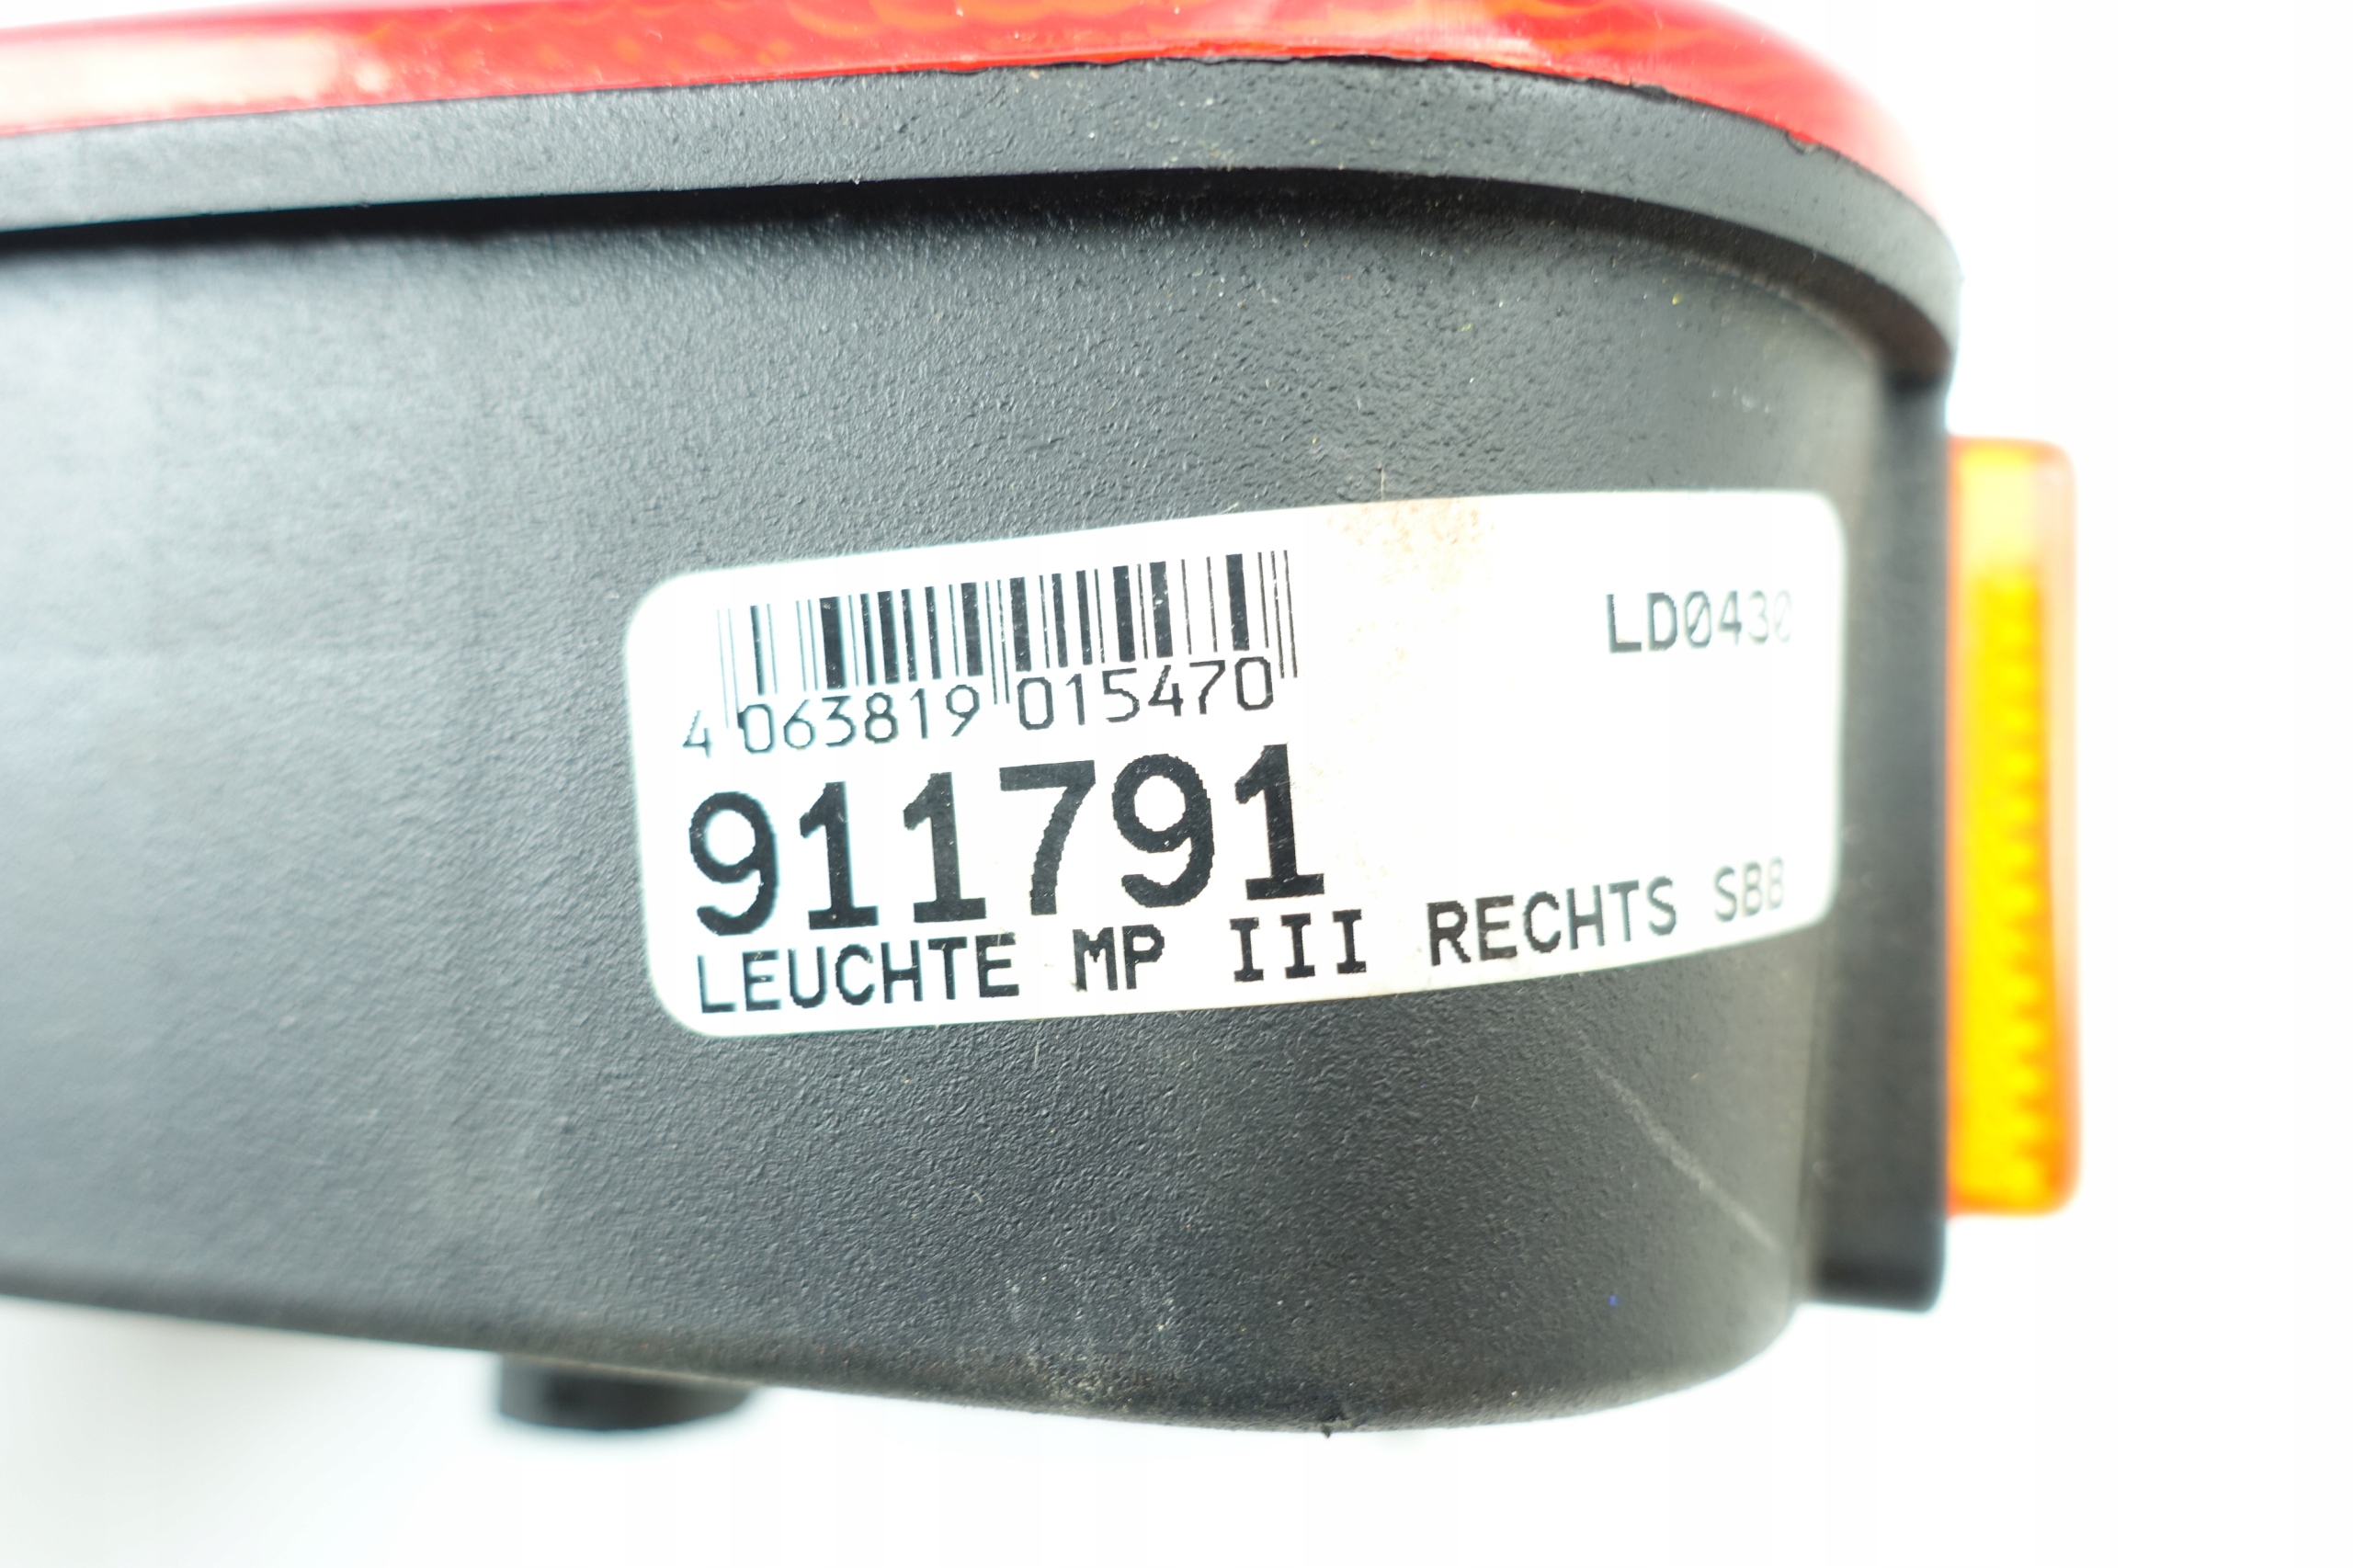 LD0430
4 063819 015470
911791
LEUCHTE MP III RECHTS SBB